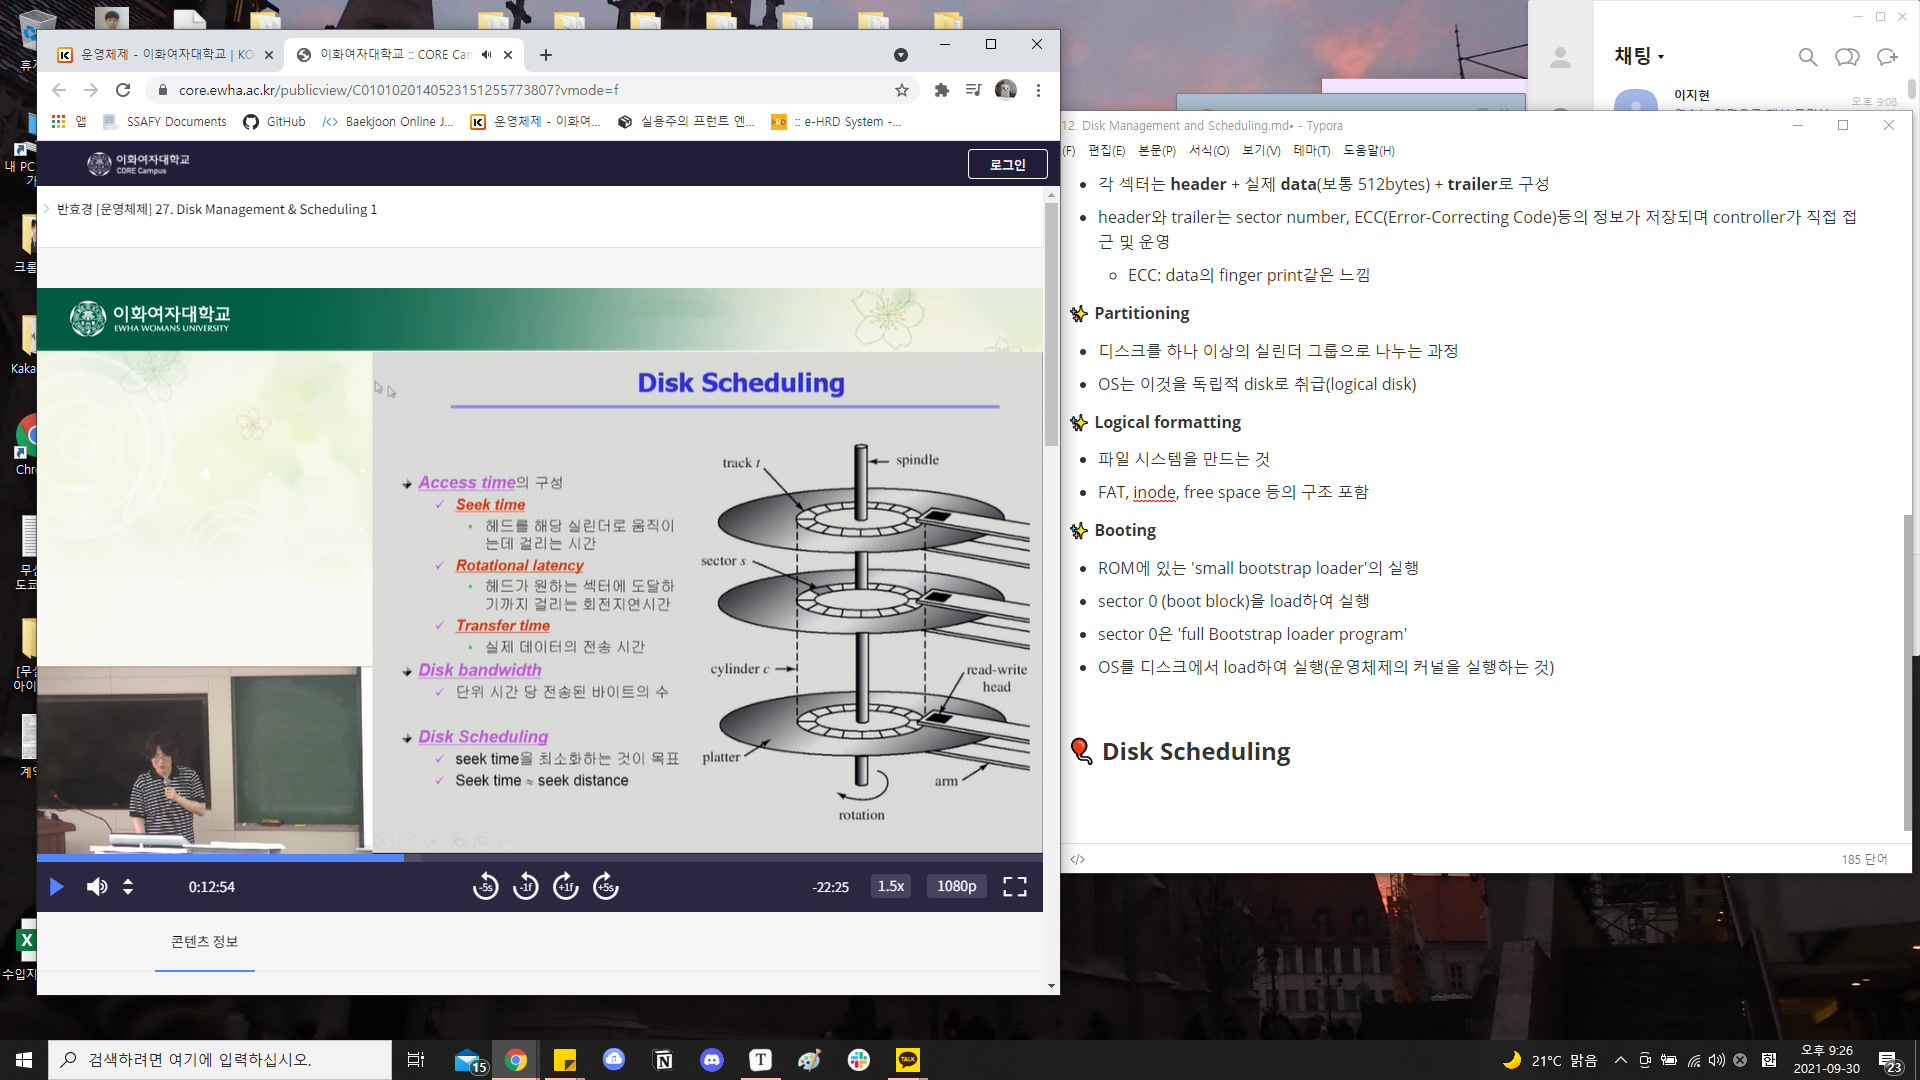 운영체제 - 이화여자대학교 | KO
이화여자대학교 :: CORE Can
core.ewha.ac.kr/publicview/C0101020140523151255773807?vmode=f
앱
SSAFY Documents
GitHub
Baekjoon Online J...
운영체제 - 이화여...
실용주의 프런트 엔...
:: e-HRD System -...
이화여자대학교
CORE Campus
로그인
반효경 [운영체제] 27. Disk Management & Scheduling 1
이화여자대학교
EWHA WOMANS UNIVERSITY
Disk Scheduling
Access time의 구성
Seek time
헤드를 해당 실린더로 움직이
는데 걸리는 시간
Rotational latency
헤드가 원하는 섹터에 도달하
기까지 걸리는 회전지연시간
Transfer time
실제 데이터의 전송 시간
Disk bandwidth
단위 시간 당 전송된 바이트의 수
Disk Scheduling
seek time을 최소화하는 것이 목표
Seek time ≈ seek distance
track t
spindle
sector s
cylinder c
read-write
head
platter
arm
rotation
0:12:54
-5s
-1f
+1f
+5s
-22:25
1.5x
1080p
콘텐츠 정보
채팅
이지현
오후 9:08
12. Disk Management and Scheduling.md• - Typora
(F) 편집(E) 본문(P) 서식(O) 보기(V) 테마(T) 도움말(H)
각 섹터는 header + 실제 data(보통 512bytes) + trailer로 구성
header와 trailer는 sector number, ECC(Error-Correcting Code)등의 정보가 저장되며 controller가 직접 접
근 및 운영
ECC: data의 finger print같은 느낌
Partitioning
디스크를 하나 이상의 실린더 그룹으로 나누는 과정
OS는 이것을 독립적 disk로 취급(logical disk)
Logical formatting
파일 시스템을 만드는 것
FAT, inode, free space 등의 구조 포함
Booting
ROM에 있는 'small bootstrap loader'의 실행
sector 0 (boot block)을 load하여 실행
sector 0은 'full Bootstrap loader program'
OS를 디스크에서 load하여 실행(운영체제의 커널을 실행하는 것)
Disk Scheduling
</>
185 단어
내 PC
크롬
Kaka
Chr
[무선
아이
수입지
검색하려면 여기에 입력하십시오.
15
T
TALK
21°C 맑음
한
오후 9:26
2021-09-30
23